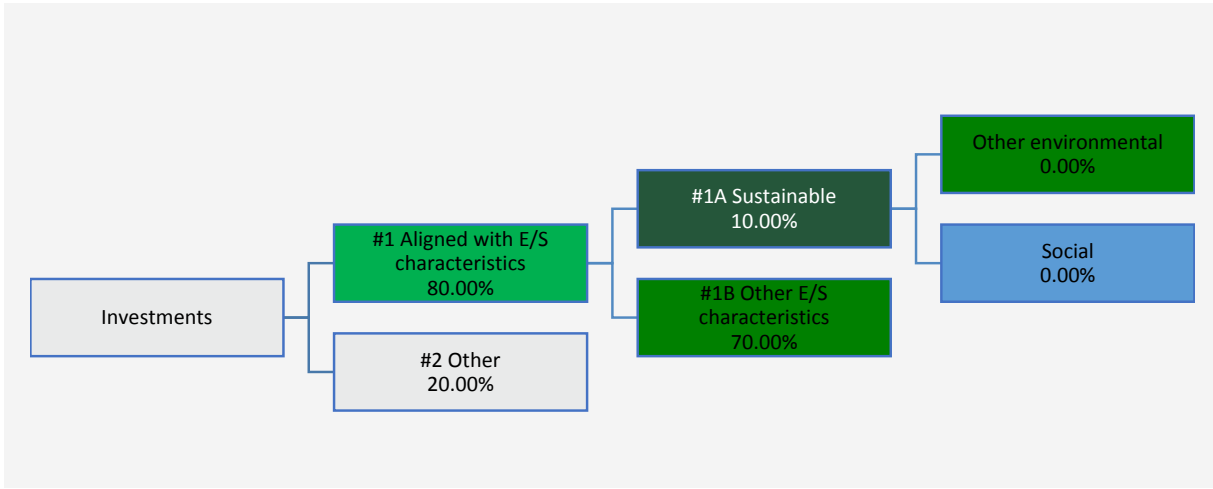 Investments
#1 Aligned with E/S
characteristics
80.00%
#2 Other
20.00%
#1A Sustainable
10.00%
#1B Other E/S
characteristics
70.00%
Other environmental
0.00%
Social
0.00%